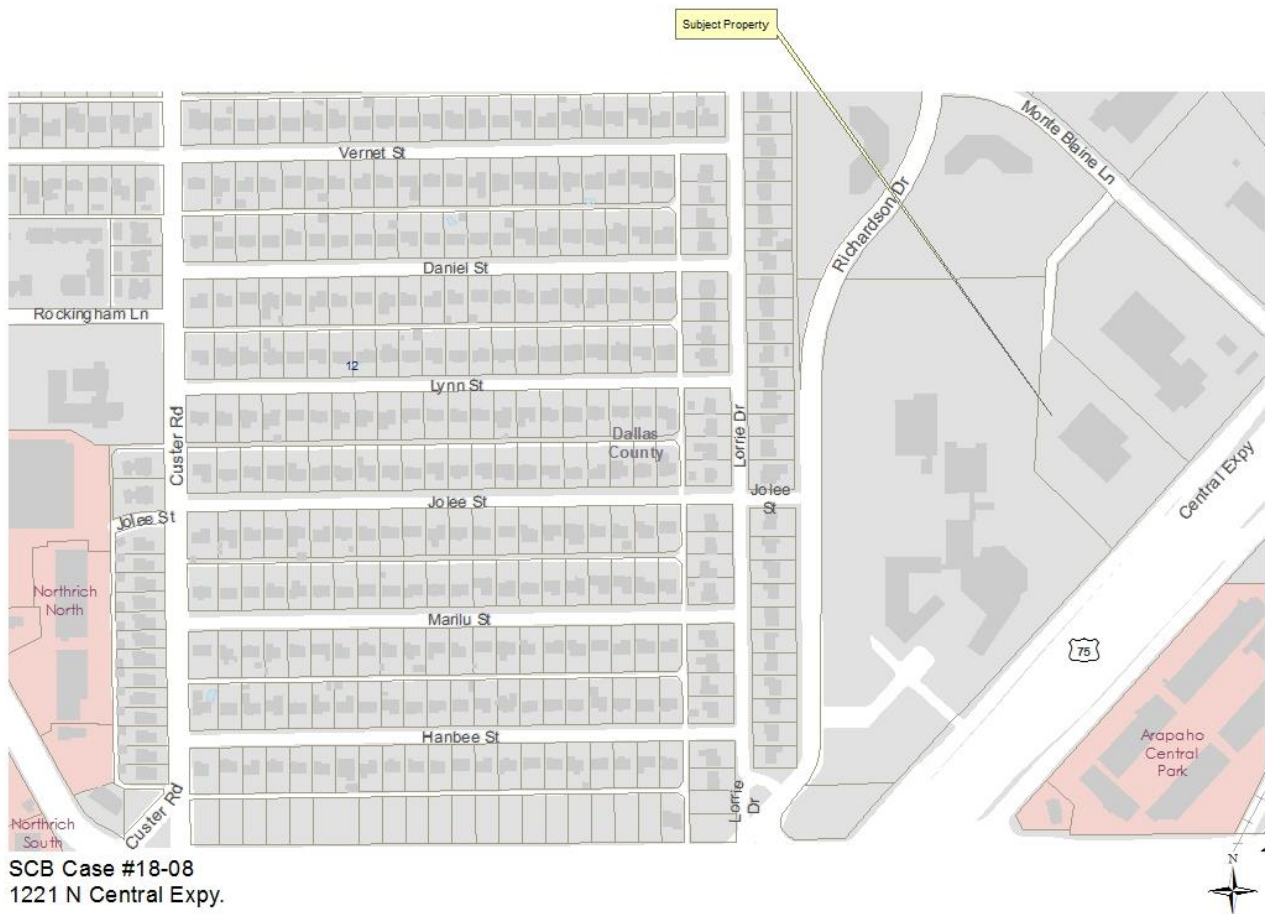 Subject Property
Monte Blaine Ln
Vernet St
Richardson Dr
Daniel St
Rockingham Ln
12
Lynn St
Custer Rd
Lorrie Dr
Dallas
County
Central Expy
Jolee St
Jolee
St
Jolee St
Northrich
North
Marilu St
75
Hanbee St
Arapaho
Central
Park
Custer Rd
Lorrie
Dr
Northrich
South
SCB Case #18-08
1221 N Central Expy.
N